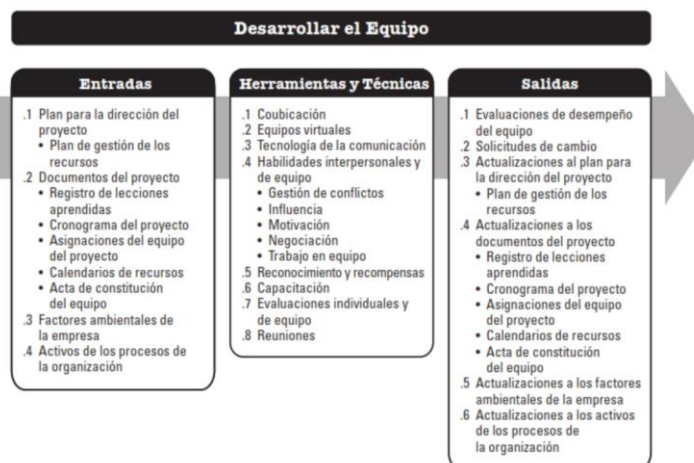 Desarrollar el Equipo
Entradas
.1 Plan para la dirección del
proyecto
• Plan de gestión de los
recursos
.2 Documentos del proyecto
• Registro de lecciones
aprendidas
• Cronograma del proyecto
• Asignaciones del equipo
del proyecto
• Calendarios de recursos
• Acta de constitución
del equipo
.3 Factores ambientales de
la empresa
.4 Activos de los procesos de
la organización
Herramientas y Técnicas
.1 Coubicación
.2 Equipos virtuales
.3 Tecnología de la comunicación
.4 Habilidades interpersonales y
de equipo
• Gestión de conflictos
• Influencia
• Motivación
• Negociación
• Trabajo en equipo
.5 Reconocimiento y recompensas
.6 Capacitación
.7 Evaluaciones individuales y
de equipo
.8 Reuniones
Salidas
.1 Evaluaciones de desempeño
del equipo
.2 Solicitudes de cambio
.3 Actualizaciones al plan para
la dirección del proyecto
• Plan de gestión de los
recursos
.4 Actualizaciones a los
documentos del proyecto
• Registro de lecciones
aprendidas
• Cronograma del proyecto
• Asignaciones del equipo
del proyecto
• Calendarios de recursos
• Acta de constitución
del equipo
.5 Actualizaciones a los factores
ambientales de la empresa
.6 Actualizaciones a los activos
de los procesos de
la organización